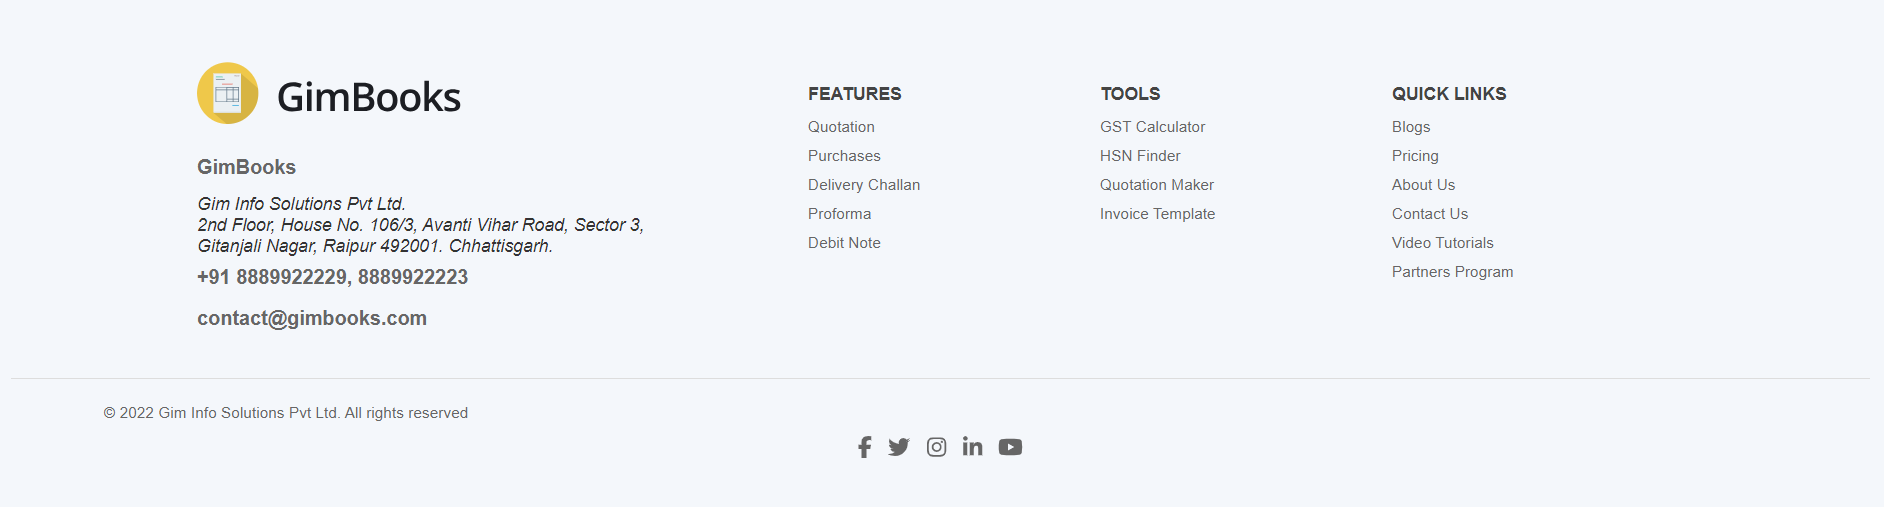 GimBooks
GimBooks
Gim Info Solutions Pvt Ltd.
2nd Floor, House No. 106/3, Avanti Vihar Road, Sector 3,
Gitanjali Nagar, Raipur 492001. Chhattisgarh.
+91 8889922229, 8889922223
contact@gimbooks.com
FEATURES
Quotation
Purchases
Delivery Challan
Proforma
Debit Note
TOOLS
GST Calculator
HSN Finder
Quotation Maker
Invoice Template
QUICK LINKS
Blogs
Pricing
About Us
Contact Us
Video Tutorials
Partners Program
© 2022 Gim Info Solutions Pvt Ltd. All rights reserved